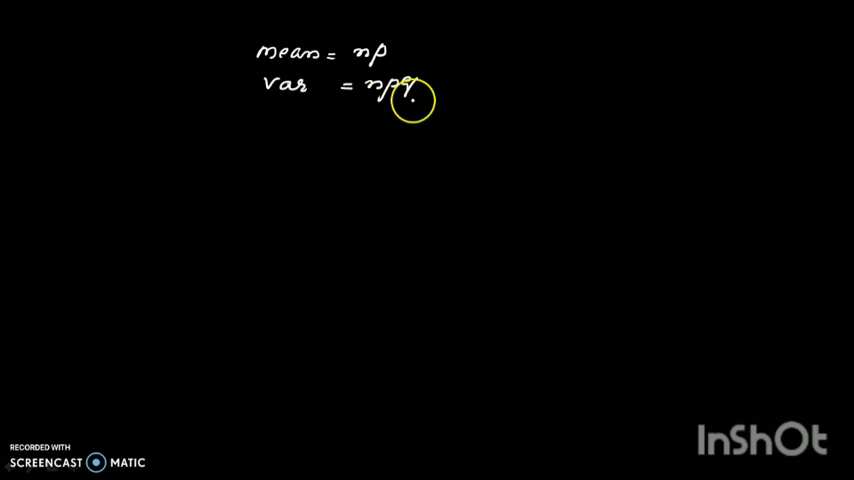 mean = np
var = npq.
InShOt
RECORDED WITH
SCREENCAST MATIC